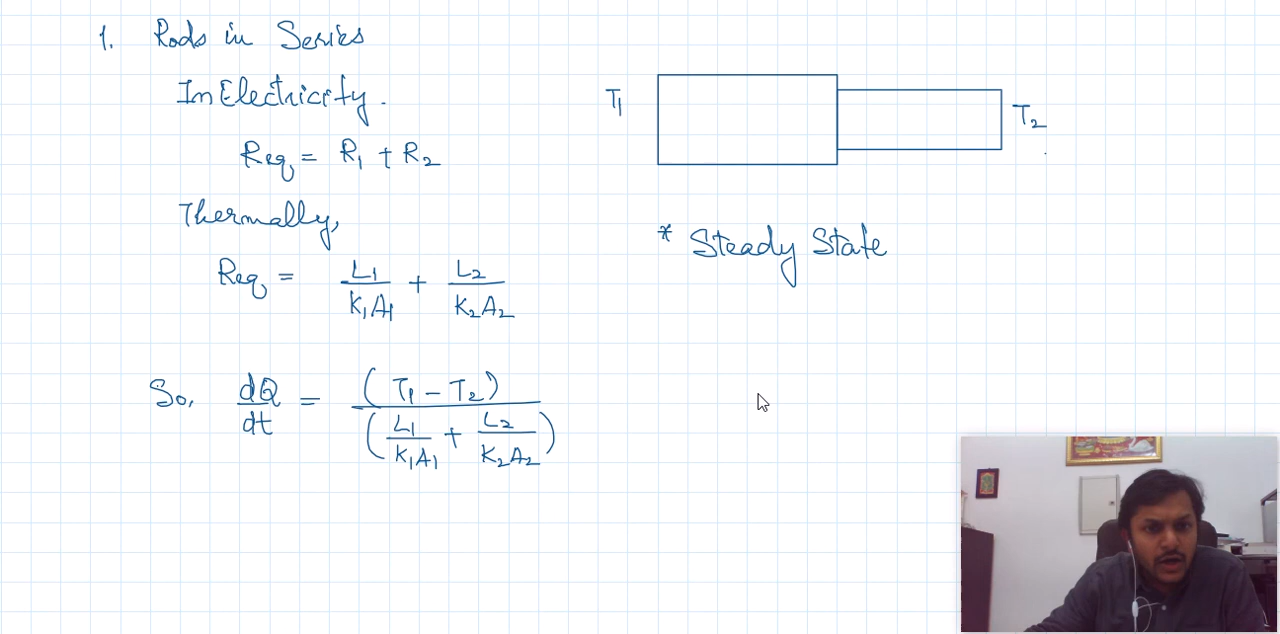 1. Rods in Series
In Electricity.
Req = R1 + R2
Thermally,
Req = L1/K1A1 + L2/K2A2
So, dQ/dt = (T1 - T2)/(L1/K1A1 + L2/K2A2)
T1
T2
* Steady State